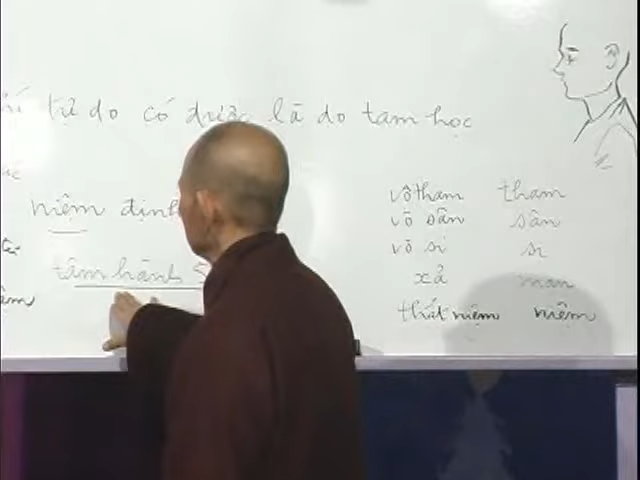 tự do có được là do tam học
niệm định
tâm hành 5
vô tham tham
vô sân sân
vô si si
xả mạn
thất niệm niệm